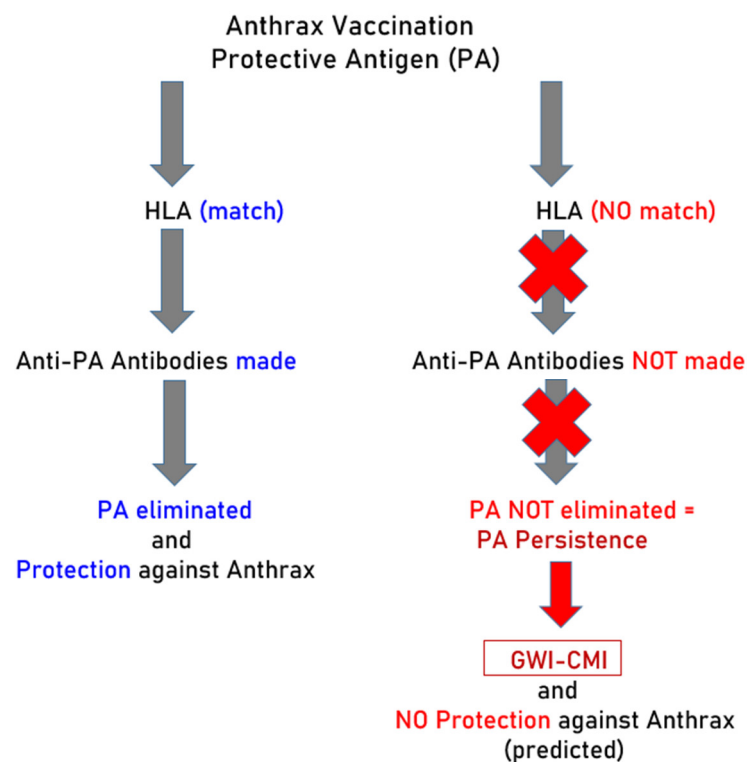 Anthrax Vaccination
Protective Antigen (PA)
HLA (match)
HLA (NO match)
Anti-PA Antibodies made
Anti-PA Antibodies NOT made
PA eliminated
and
Protection against Anthrax
PA NOT eliminated =
PA Persistence
GWI-CMI
and
NO Protection against Anthrax
(predicted)